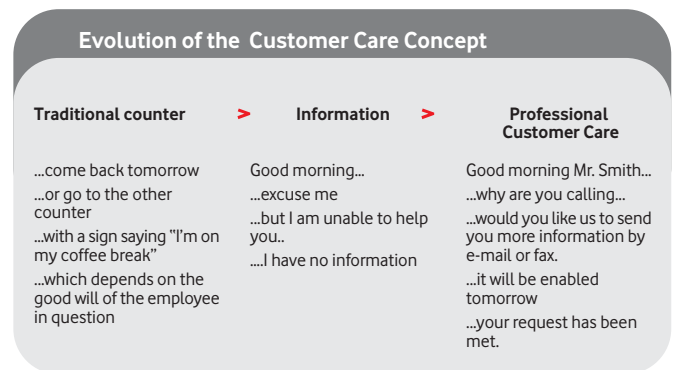 Evolution of the  Customer Care Concept
Traditional counter
>
Information
>
Professional
Customer Care
...come back tomorrow
...or go to the other
counter
...with a sign saying "I'm on
my coffee break"
...which depends on the
good will of the employee
in question
Good morning...
...excuse me
...but I am unable to help
you..
....I have no information
Good morning Mr. Smith...
...why are you calling...
...would you like us to send
you more information by
e-mail or fax.
...it will be enabled
tomorrow
...your request has been
met.